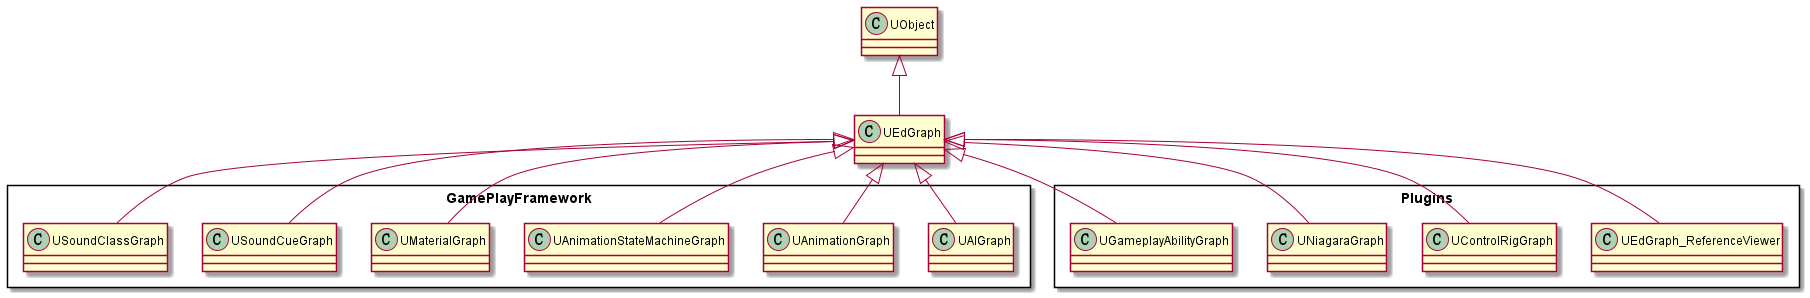 C UObject
C UEdGraph
GamePlayFramework
Plugins
C USoundClassGraph
C USoundCueGraph
C UMaterialGraph
C UAnimationStateMachineGraph
C UAnimationGraph
C UAIGraph
C UGameplayAbilityGraph
C UNiagaraGraph
C UControlRigGraph
C UEdGraph_ReferenceViewer